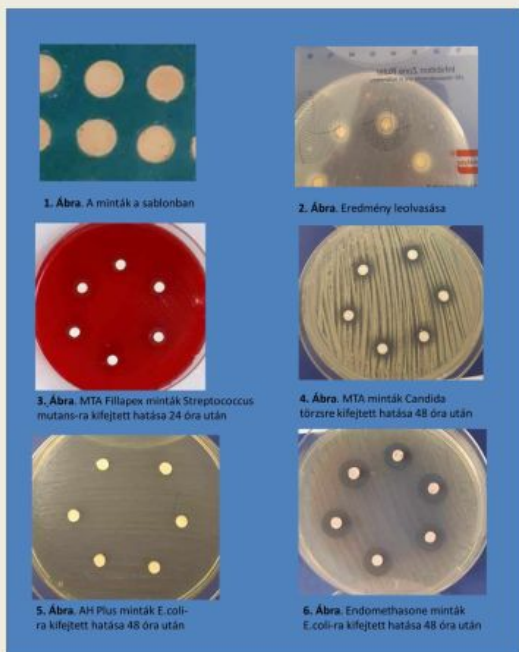 1. Ábra. A minták a sablonban
2. Ábra. Eredmény leolvasása
3. Ábra. MTA Fillapex minták Streptococcus
mutans-ra kifejtett hatása 24 óra után
4. Ábra. MTA minták Candida
törzsre kifejtett hatása 48 óra után
5. Ábra. AH Plus minták E.coli-
ra kifejtett hatása 48 óra után
6. Ábra. Endomethasone minták
E.coli-ra kifejtett hatása 48 óra után